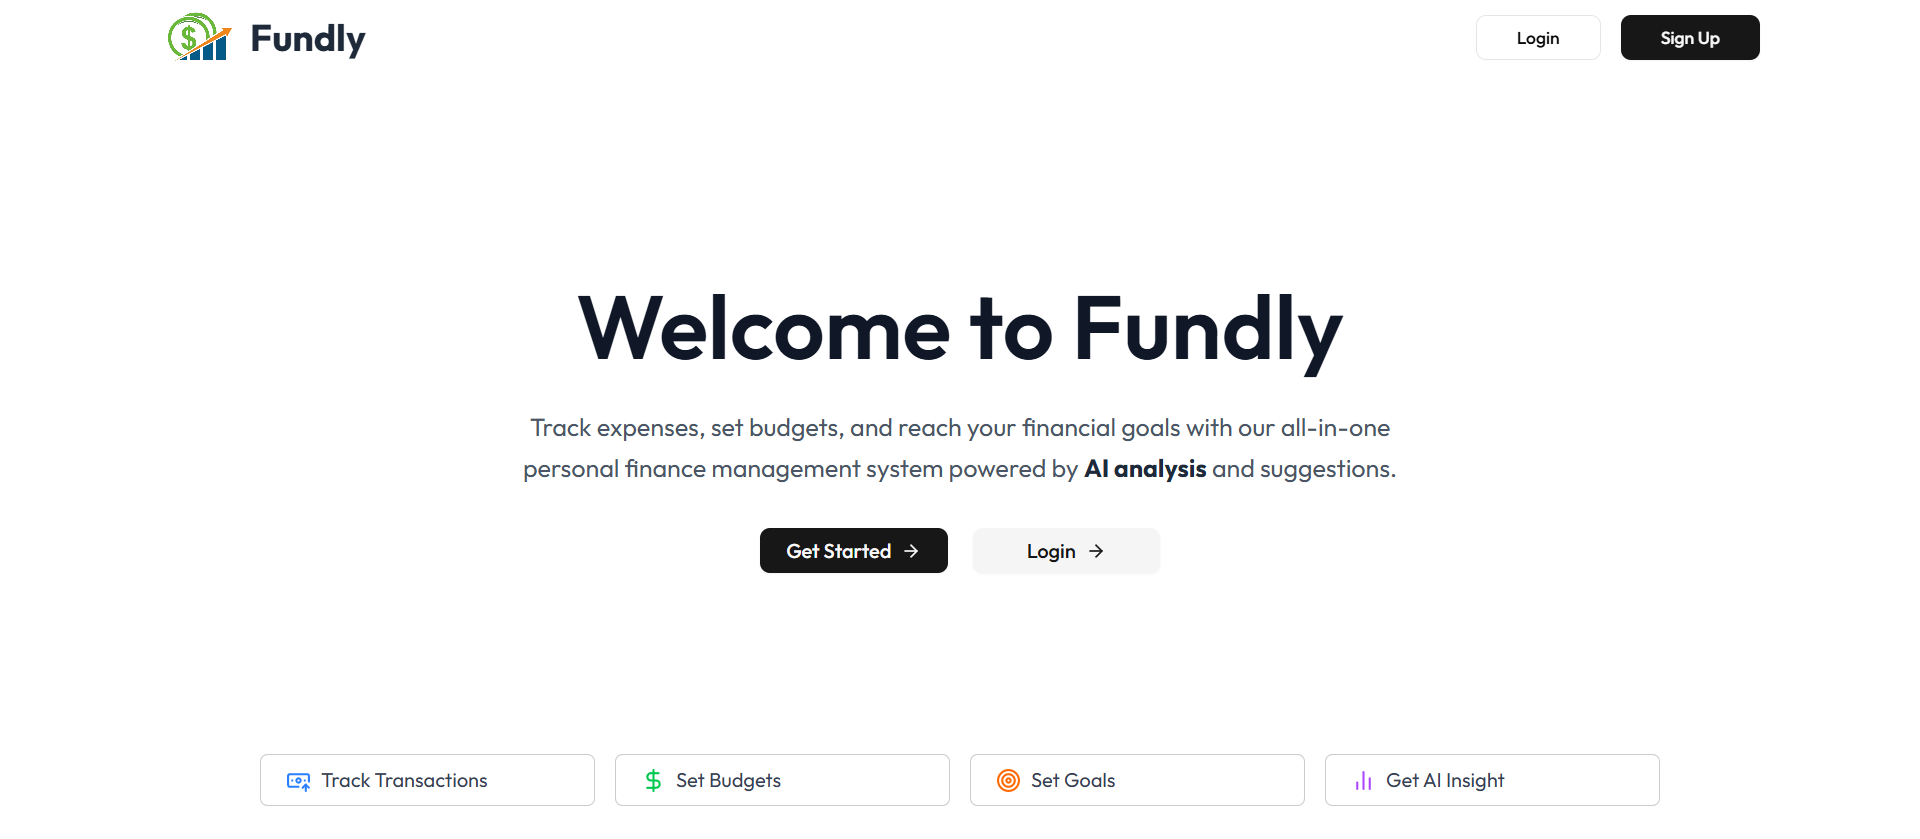 $ Fundly
Login
Sign Up
Welcome to Fundly
Track expenses, set budgets, and reach your financial goals with our all-in-one
personal finance management system powered by AI analysis and suggestions.
Get Started →
Login →
Track Transactions
$ Set Budgets
Set Goals
Get AI Insight